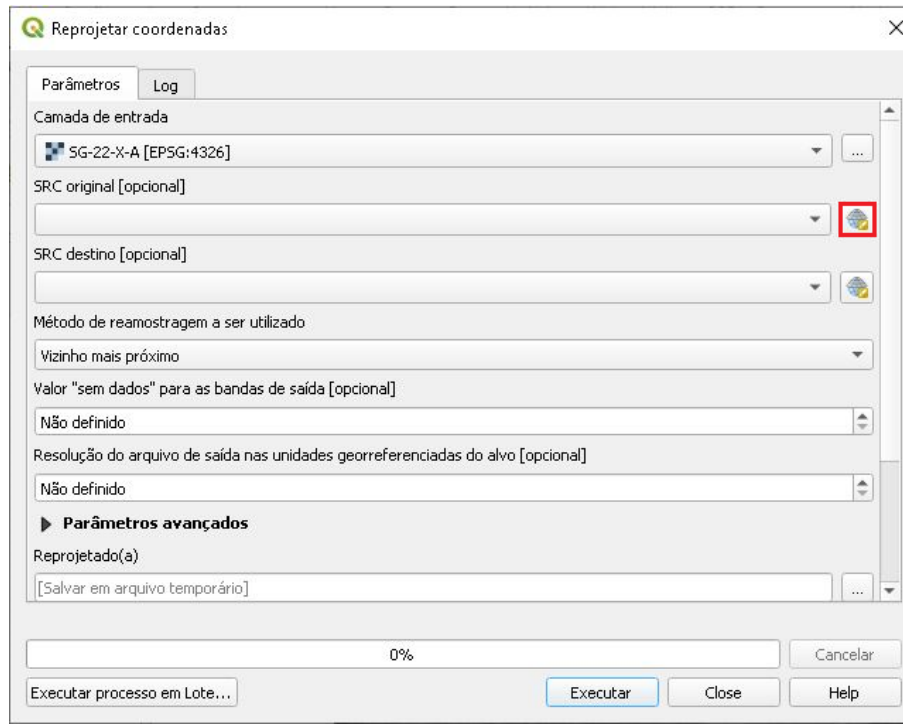 Reprojetar coordenadas
Parâmetros
Log
Camada de entrada
SG-22-X-A [EPSG:4326]
...
SRC original [opcional]
SRC destino [opcional]
Método de reamostragem a ser utilizado
Vizinho mais próximo
Valor "sem dados" para as bandas de saída [opcional]
Não definido
Resolução do arquivo de saída nas unidades georreferenciadas do alvo [opcional]
Não definido
Parâmetros avançados
Reprojetado(a)
[Salvar em arquivo temporário]
...
0%
Cancelar
Executar processo em Lote...
Executar
Close
Help